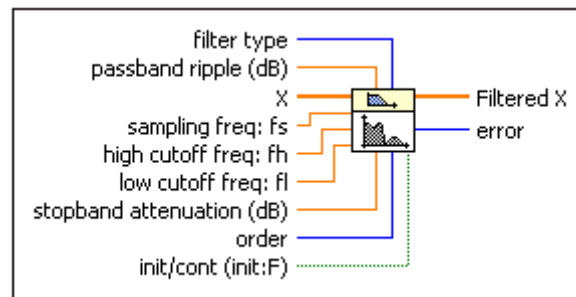 filter type
passband ripple (dB)
X
Filtered X
sampling freq: fs
error
high cutoff freq: fh
low cutoff freq: fl
stopband attenuation (dB)
order
init/cont (init:F)